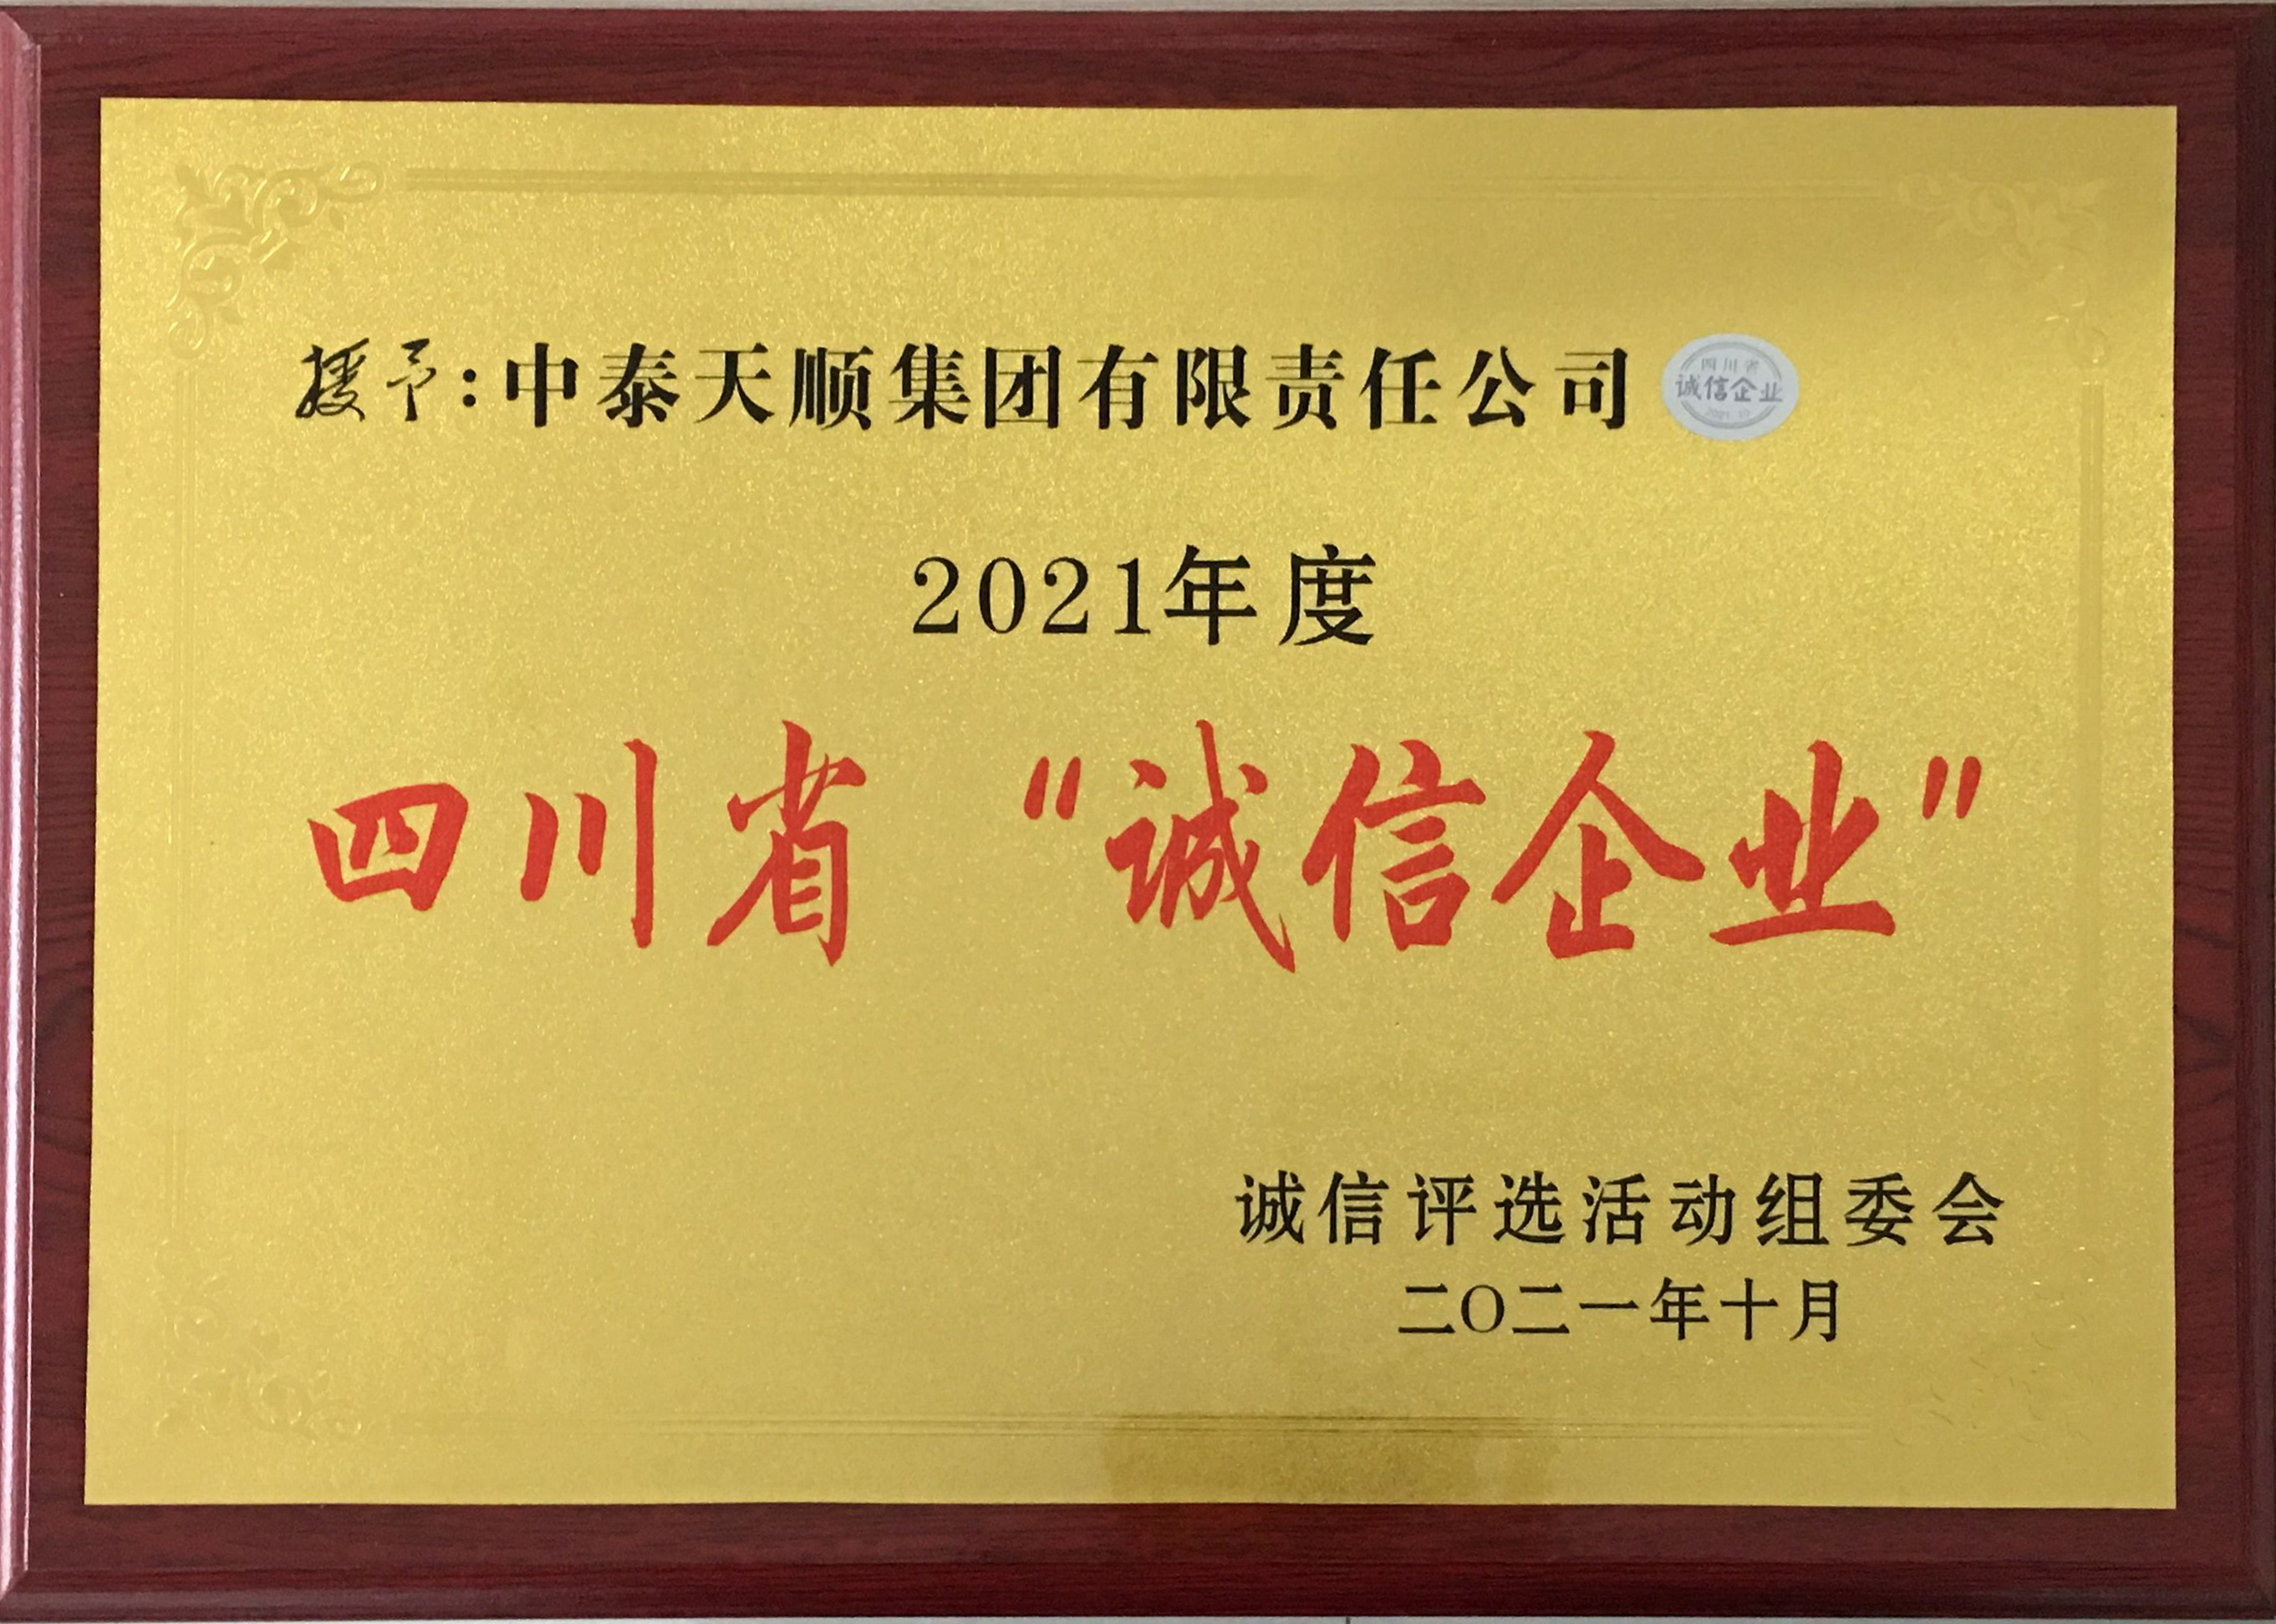 授予:中泰天顺集团有限责任公司
四川省
诚信企业
2021.10
2021年度
四川省“诚信企业”
诚信评选活动组委会
二〇二一年十月